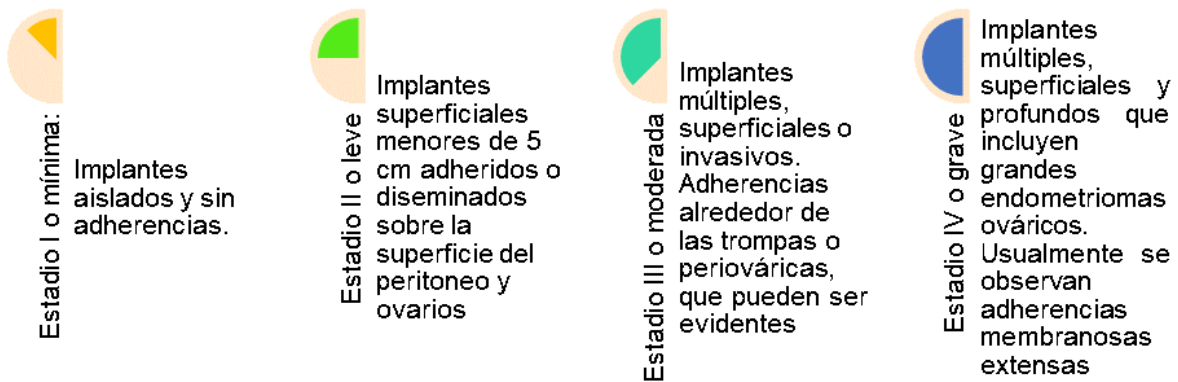 Estadio I o mínima:
Implantes
aislados y sin
adherencias.
Estadio II o leve
Implantes
superficiales
menores de 5
cm adheridos o
diseminados
sobre la
superficie del
peritoneo y
ovarios
Estadio III o moderada
Implantes
múltiples,
superficiales o
invasivos.
Adherencias
alrededor de
las trompas o
periováricas,
que pueden ser
evidentes
Estadio IV o grave
Implantes
múltiples,
superficiales y
profundos que
incluyen
grandes
endometriomas
ováricos.
Usualmente se
observan
adherencias
membranosas
extensas